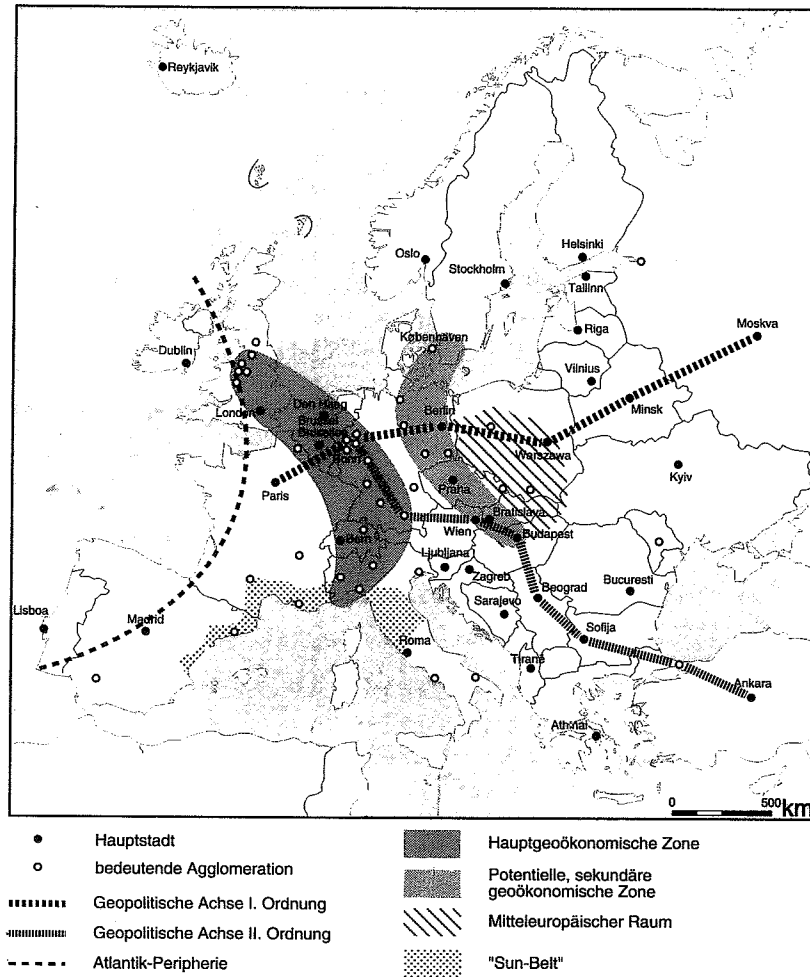 Reykjavik
Oslo
Helsinki
Stockholm
Tallinn
Riga
Moskva
København
Dublin
Vilnius
Minsk
London
Den Haag
Berlin
Warszawa
Bonn
Kyiv
Paris
Praha
Bratislava
Wien
Budapest
Bern
Ljubljana
Zagreb
Beograd
Bucuresti
Lisboa
Madrid
Sarajevo
Sofija
Roma
Tiranë
Ankara
Athinai
0 500
km
Hauptstadt
bedeutende Agglomeration
Geopolitische Achse I. Ordnung
Geopolitische Achse II. Ordnung
Atlantik-Peripherie
Hauptgeoökonomische Zone
Potentielle, sekundäre
geoökonomische Zone
Mitteleuropäischer Raum
"Sun-Belt"